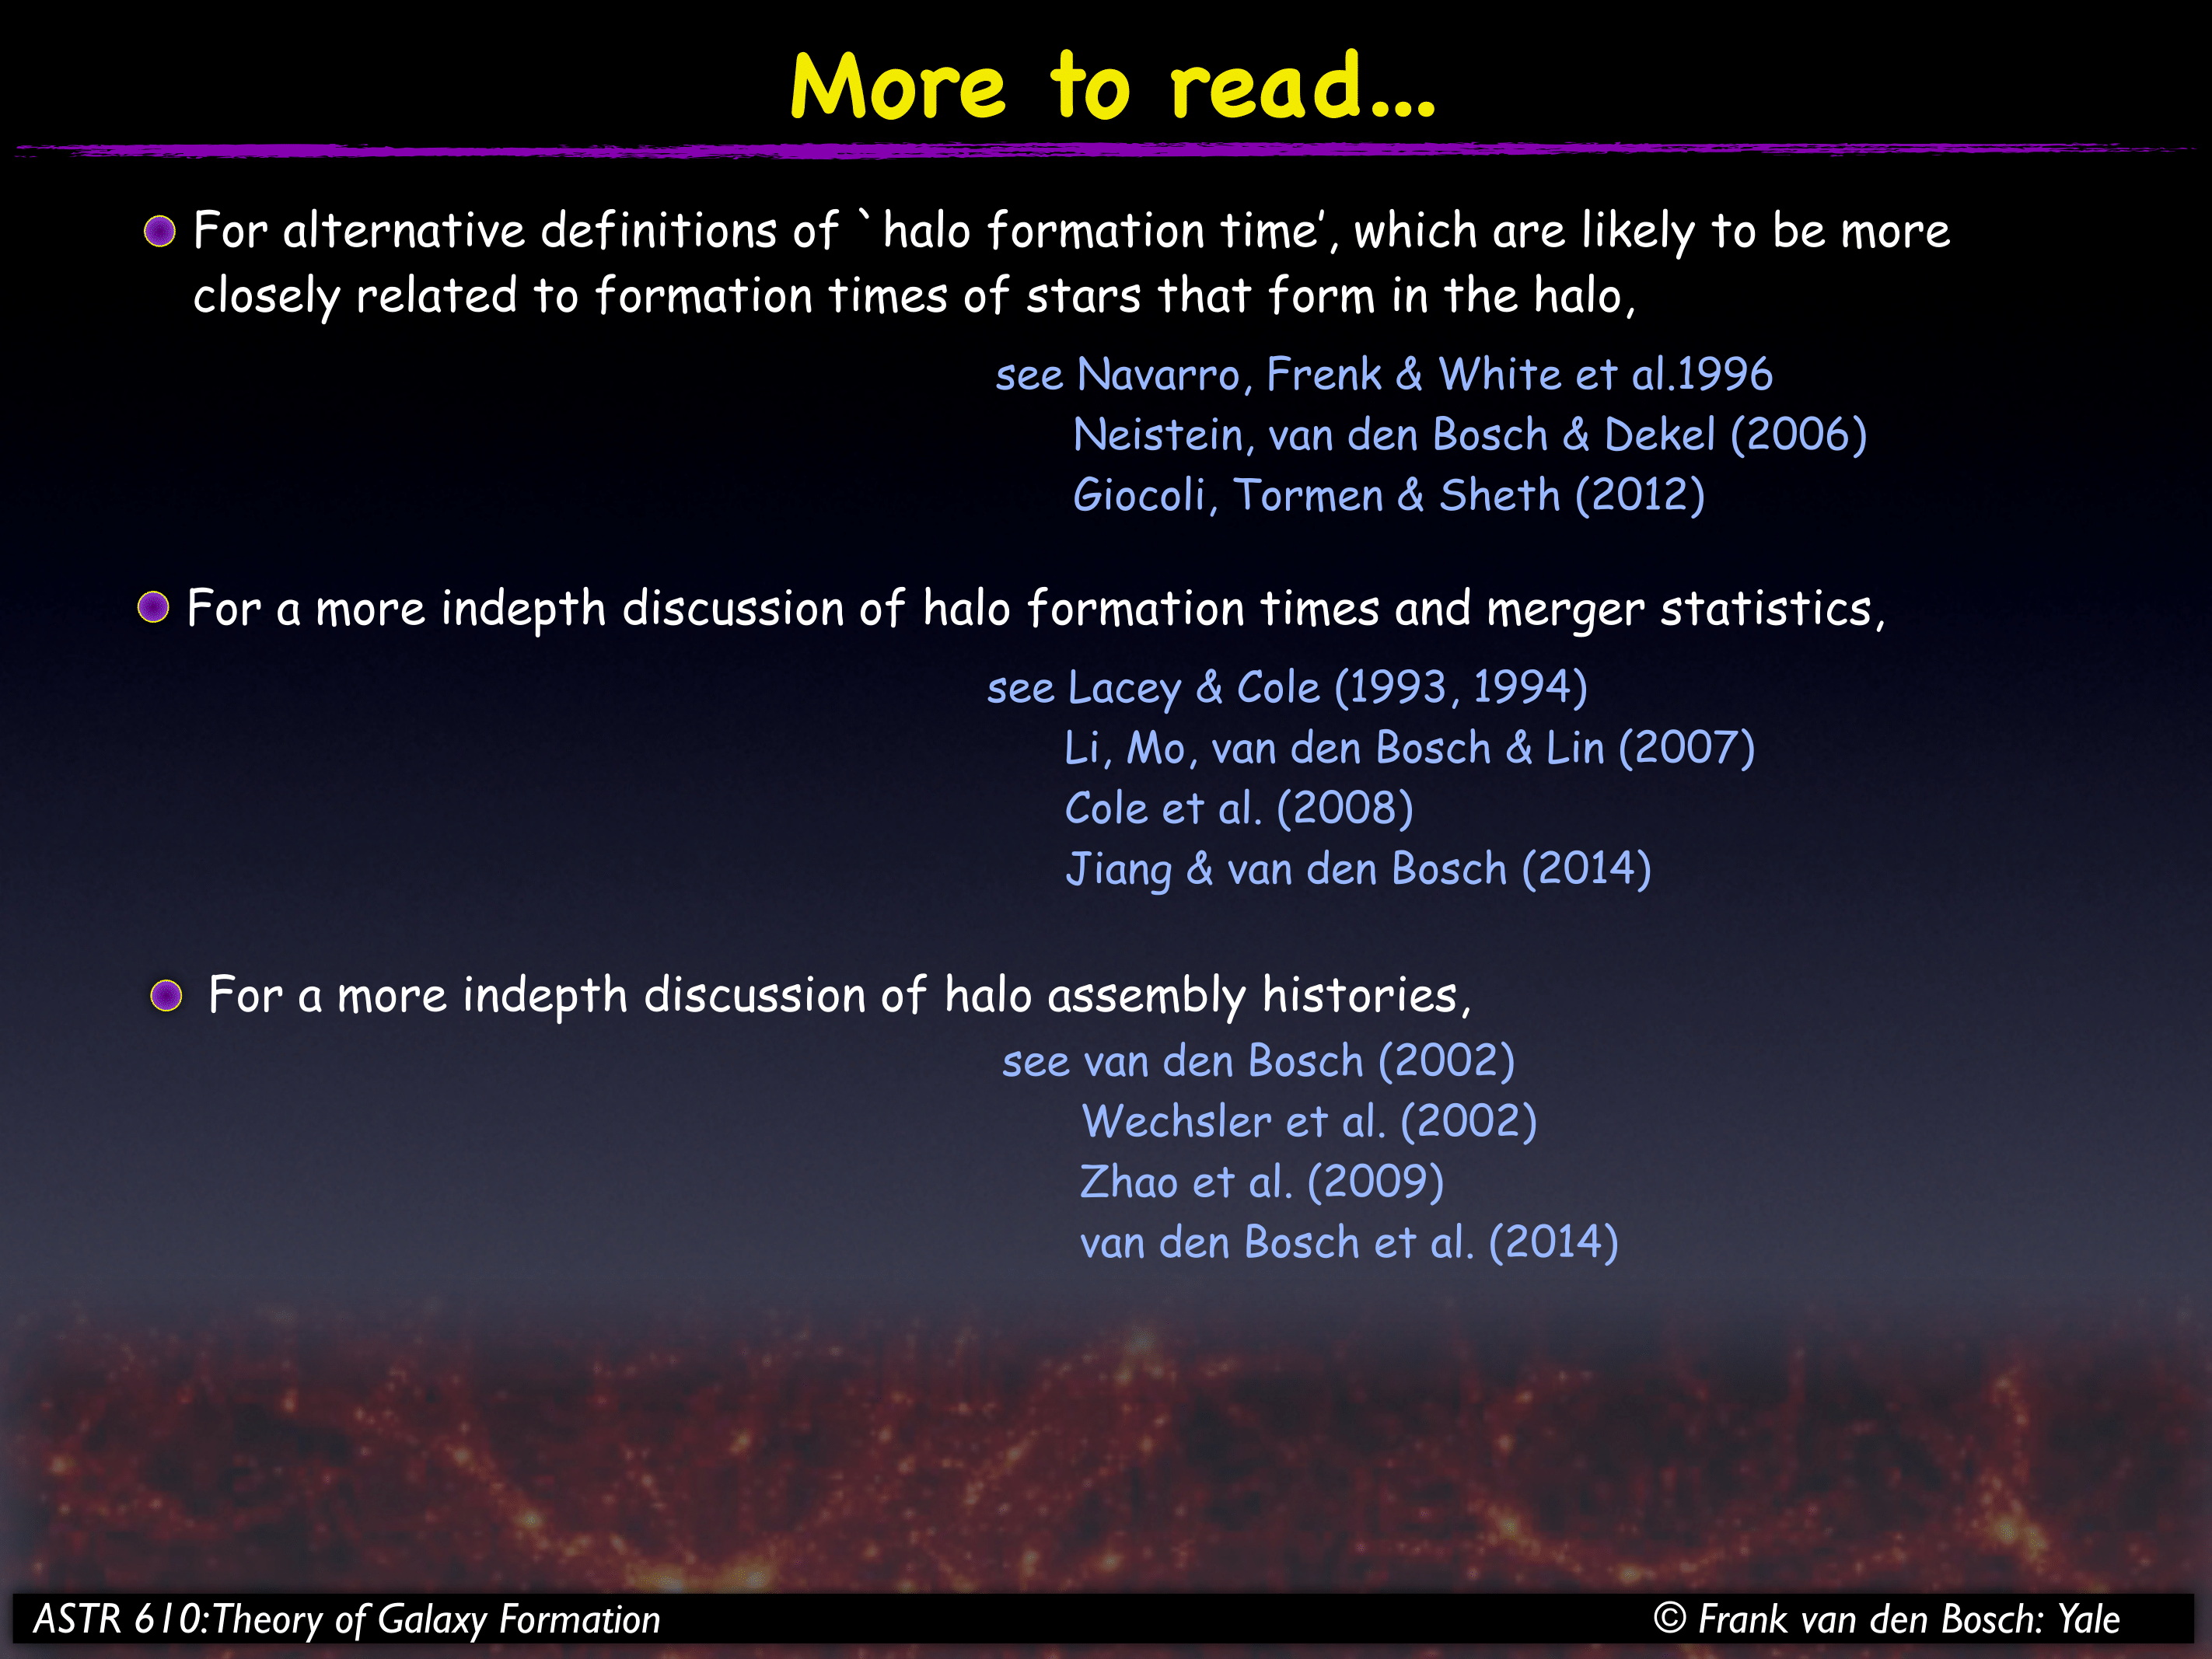 More to read...
For alternative definitions of `halo formation time’, which are likely to be more
closely related to formation times of stars that form in the halo,
see Navarro, Frenk & White et al.1996
Neistein, van den Bosch & Dekel (2006)
Giocoli, Tormen & Sheth (2012)
For a more indepth discussion of halo formation times and merger statistics,
see Lacey & Cole (1993, 1994)
Li, Mo, van den Bosch & Lin (2007)
Cole et al. (2008)
Jiang & van den Bosch (2014)
For a more indepth discussion of halo assembly histories,
see van den Bosch (2002)
Wechsler et al. (2002)
Zhao et al. (2009)
van den Bosch et al. (2014)
ASTR 610:Theory of Galaxy Formation
© Frank van den Bosch: Yale